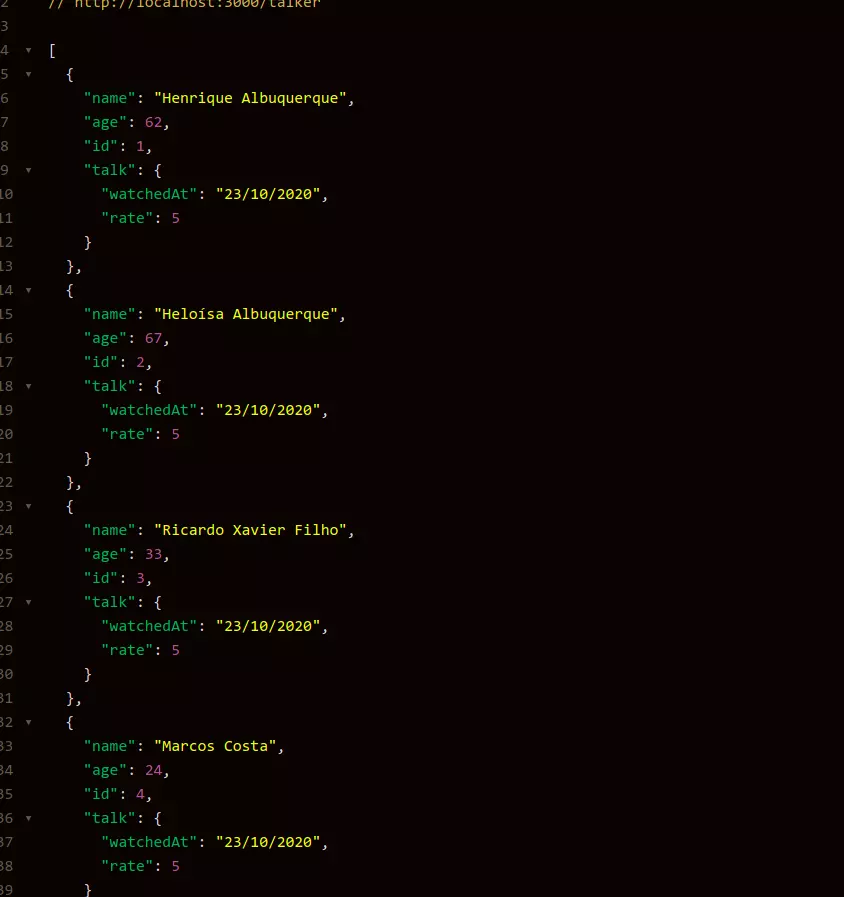 2 // http://localhost:3000/talker
3
4 [
5 {
6 "name": "Henrique Albuquerque",
7 "age": 62,
8 "id": 1,
9 "talk": {
10 "watchedAt": "23/10/2020",
11 "rate": 5
12 }
13 },
14 {
15 "name": "Heloísa Albuquerque",
16 "age": 67,
17 "id": 2,
18 "talk": {
19 "watchedAt": "23/10/2020",
20 "rate": 5
21 }
22 },
23 {
24 "name": "Ricardo Xavier Filho",
25 "age": 33,
26 "id": 3,
27 "talk": {
28 "watchedAt": "23/10/2020",
29 "rate": 5
30 }
31 },
32 {
33 "name": "Marcos Costa",
34 "age": 24,
35 "id": 4,
36 "talk": {
37 "watchedAt": "23/10/2020",
38 "rate": 5
39 }